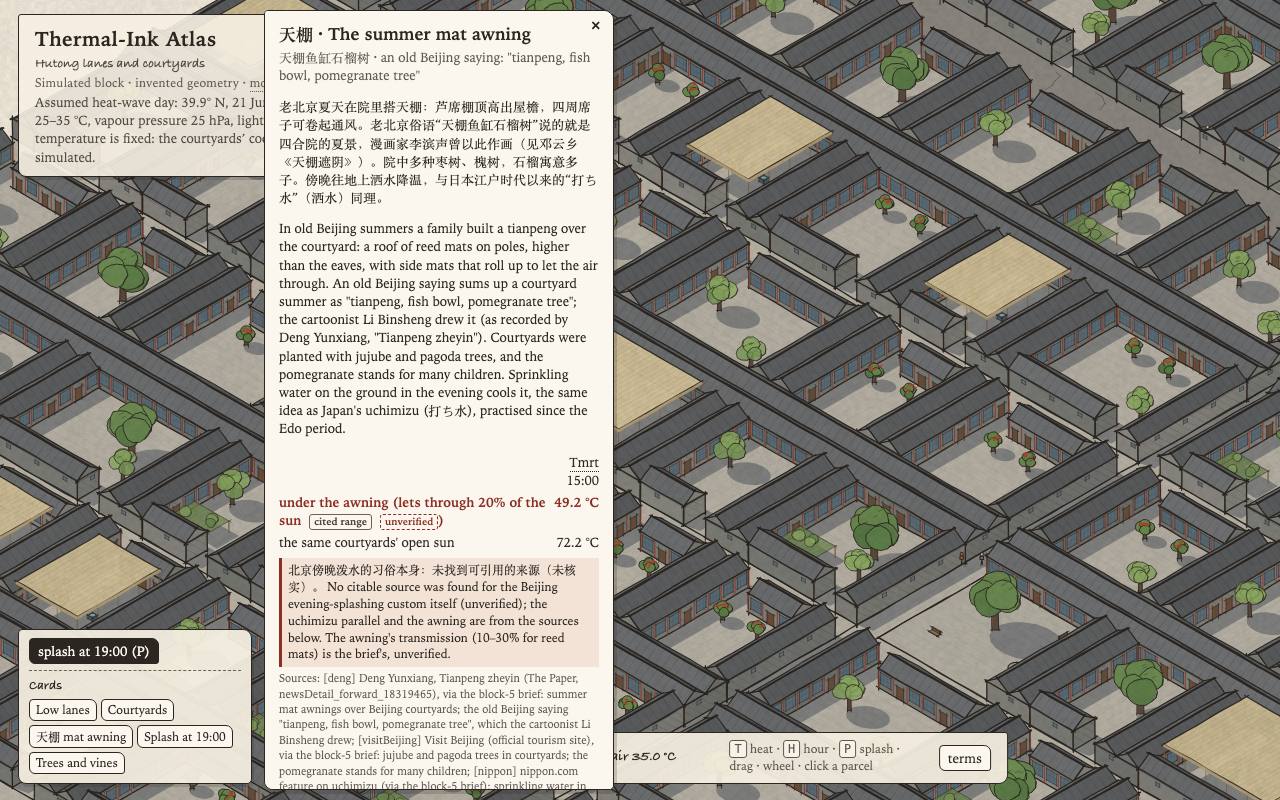 Thermal-Ink Atlas
Hutong lanes and courtyards
Simulated block · invented geometry ·
Assumed heat-wave day: 39.9° N, 21
25–35 °C, vapour pressure 25 hPa, light
temperature is fixed: the courtyards'
simulated.
×
天棚 · The summer mat awning
天棚鱼缸石榴树 · an old Beijing saying: "tianpeng, fish
bowl, pomegranate tree"
老北京夏天在院里搭天棚：芦席棚顶高出屋檐，四周席
子可卷起通风。老北京俗语“天棚鱼缸石榴树”说的就是
四合院的夏景，漫画家李滨声曾以此作画（见邓云乡
《天棚遮阴》）。院中多种枣树、槐树，石榴寓意多
子。傍晚往地上洒水降温，与日本江户时代以来的“打ち
水”（洒水）同理。
In old Beijing summers a family built a tianpeng over
the courtyard: a roof of reed mats on poles, higher
than the eaves, with side mats that roll up to let the air
through. An old Beijing saying sums up a courtyard
summer as "tianpeng, fish bowl, pomegranate tree";
the cartoonist Li Binsheng drew it (as recorded by
Deng Yunxiang, "Tianpeng zheyin"). Courtyards were
planted with jujube and pagoda trees, and the
pomegranate stands for many children. Sprinkling
water on the ground in the evening cools it, the same
idea as Japan's uchimizu (打ち水), practised since the
Edo period.
Tmrt
15:00
under the awning (lets through 20% of the 49.2 °C
sun cited range unverified)
the same courtyards' open sun 72.2 °C
北京傍晚泼水的习俗本身：未找到可引用的来源（未核
实）。 No citable source was found for the Beijing
evening-splashing custom itself (unverified); the
uchimizu parallel and the awning are from the sources
below. The awning's transmission (10–30% for reed
mats) is the brief's, unverified.
Sources: [deng] Deng Yunxiang, Tianpeng zheyin (The Paper,
newsDetail_forward_18319465), via the block-5 brief: summer
mat awnings over Beijing courtyards; the old saying
"tianpeng, fish bowl, pomegranate tree", which the cartoonist Li
Binsheng drew; [visitBeijing] Visit Beijing (official tourism site),
via the block-5 brief: jujube and pagoda trees in courtyards; the
pomegranate stands for many children; [nippon] nippon.com
feature on uchimizu (via the block-5 brief): sprinkling water in
splash at 19:00 (P)
Cards
Low lanes Courtyards
天棚 mat awning Splash at 19:00
Trees and vines
air 35.0 °C
T heat · H hour · P splash ·
drag · wheel · click a parcel
terms